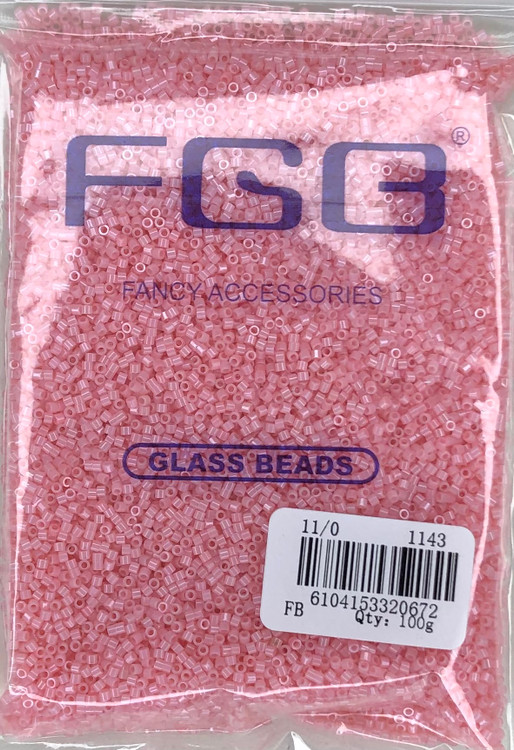 FGB®
FANCY ACCESSORIES
GLASS BEADS
11/0 1143
6104153320672
FB Qty: 100g